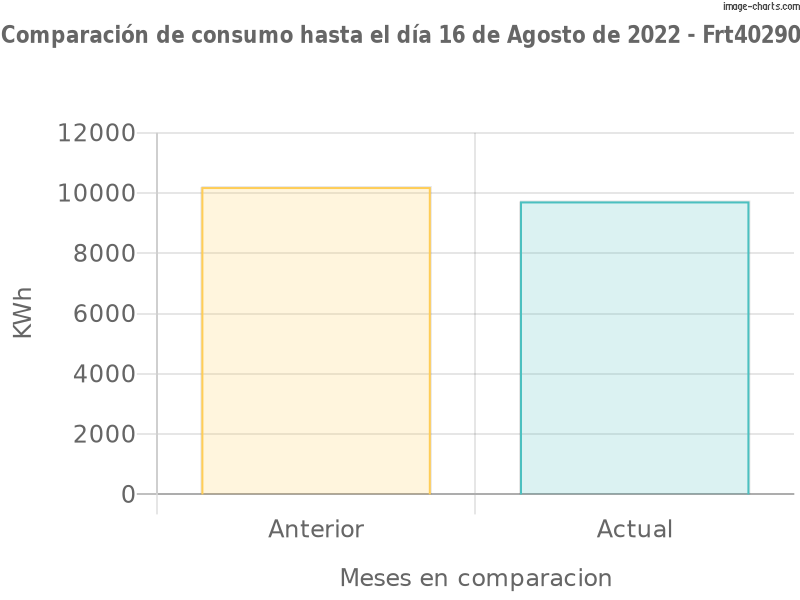 image-charts.com
Comparación de consumo hasta el día 16 de Agosto de 2022 - Frt40290
12000
10000
8000
6000
4000
2000
0
KWh
Anterior Actual
Meses en comparacion